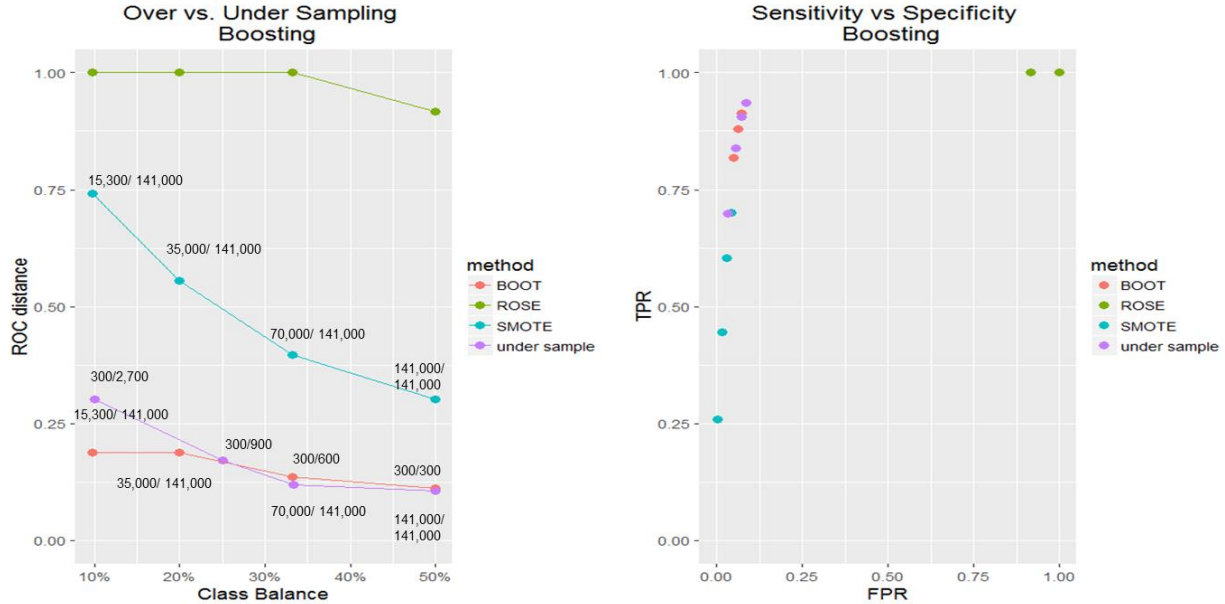 Over vs. Under Sampling
Boosting
ROC distance
1.00
0.75
0.50
0.25
0.00
15,300/ 141,000
35,000/ 141,000
70,000/ 141,000
141,000/
141,000
300/2,700
15,300/ 141,000
300/900
300/600
300/300
35,000/ 141,000
70,000/ 141,000
141,000/
141,000
10%
20%
30%
40%
50%
Class Balance
method
BOOT
ROSE
SMOTE
under sample
Sensitivity vs Specificity
Boosting
TPR
1.00
0.75
0.50
0.25
0.00
0.00
0.25
0.50
0.75
1.00
FPR
method
BOOT
ROSE
SMOTE
under sample